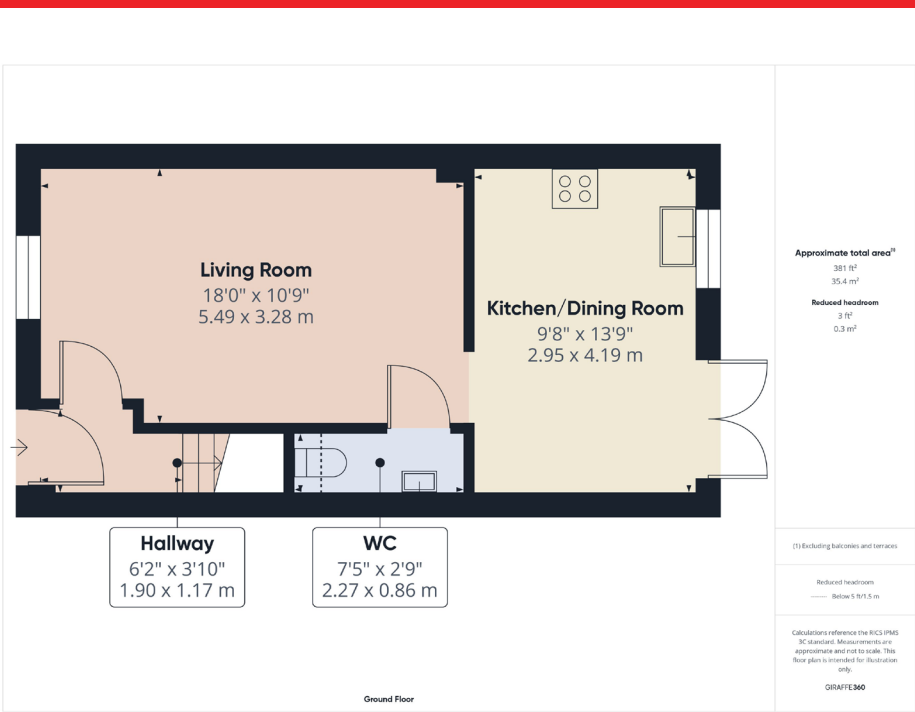 Living Room
18'0" x 10'9"
5.49 x 3.28 m
Kitchen/Dining Room
9'8" x 13'9"
2.95 x 4.19 m
Hallway
6'2" x 3'10"
1.90 x 1.17 m
WC
7'5" x 2'9"
2.27 x 0.86 m
Ground Floor
Approximate total area⁽¹⁾
381 ft²
35.4 m²
Reduced headroom
3 ft²
0.3 m²
(1) Excluding balconies and terraces
Reduced headroom
Below 5 ft/1.5 m
Calculations reference the RICS IPMS
3C standard. Measurements are
approximate and not to scale. This
floor plan is intended for illustration
only.
GIRAFFE360